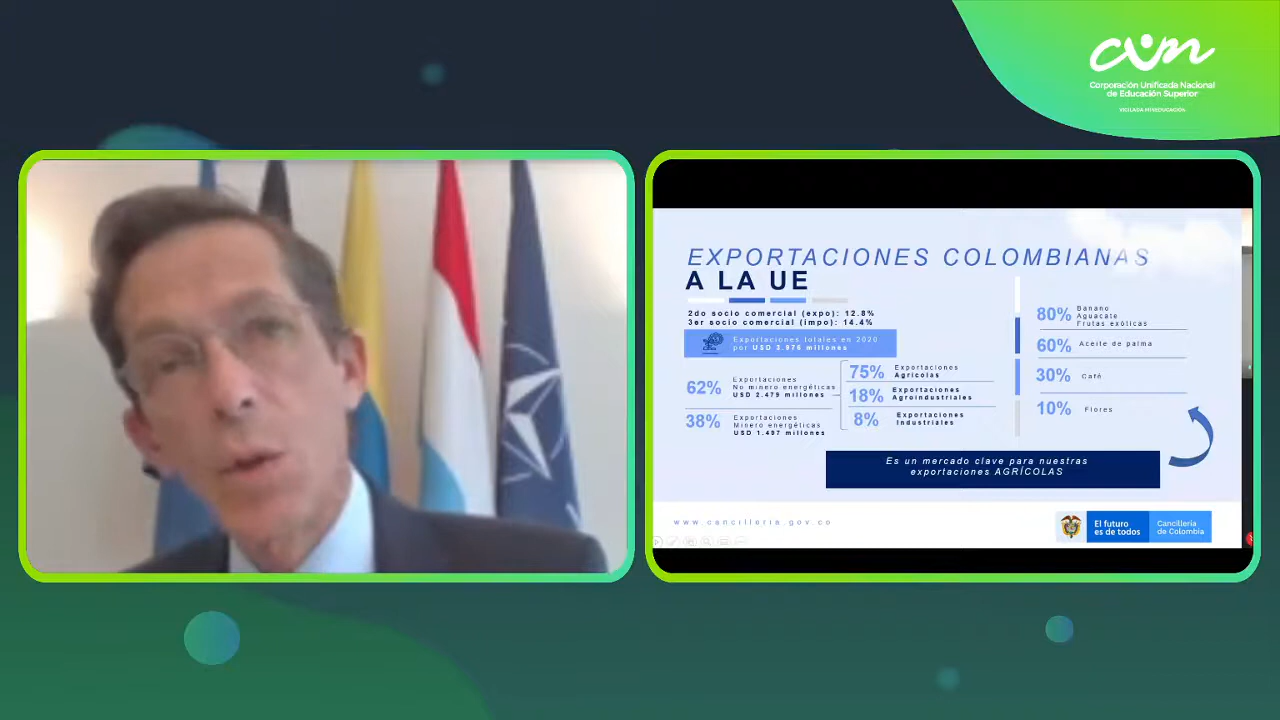 cun
Corporación Unificada Nacional
de Educación Superior
VIGILADA MINEDUCACIÓN
EXPORTACIONES COLOMBIANAS
A LA UE
2do socio comercial (expo): 12.8%
3er socio comercial (impo): 14.4%
Exportaciones totales en 2020
por USD 3.976 millones
62%
Exportaciones
No minero energéticas
USD 2.479 millones
38%
Exportaciones
Minero energéticas
USD 1.497 millones
75%
Exportaciones
Agrícolas
18%
Exportaciones
Agroindustriales
8%
Exportaciones
Industriales
80%
Banano
Aguacate
Frutas exóticas
60% Aceite de palma
30% Café
10% Flores
Es un mercado clave para nuestras
exportaciones AGRÍCOLAS
www.cancilleria.gov.co
El futuro
es de todos
Cancillería
de Colombia